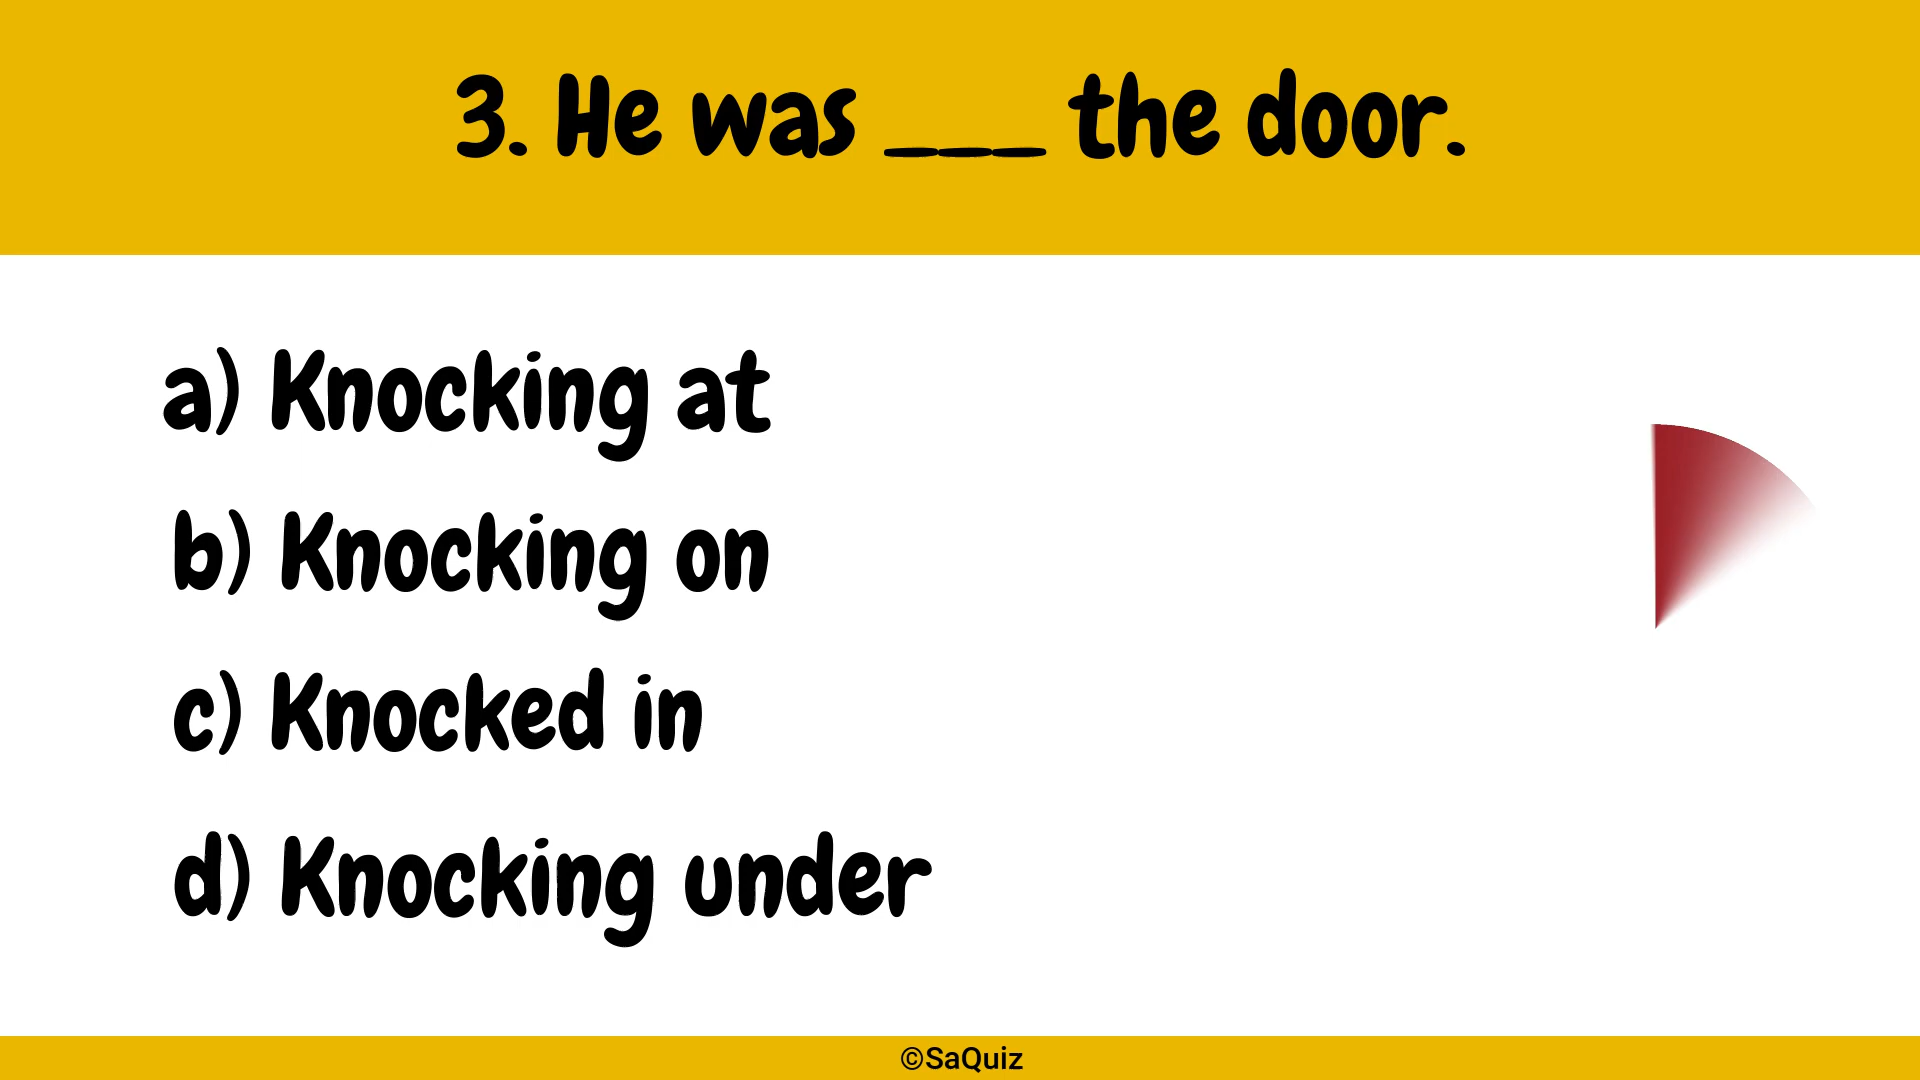 3. He was ___ the door.
a) Knocking at
b) Knocking on
c) Knocked in
d) Knocking under
©SaQuiz